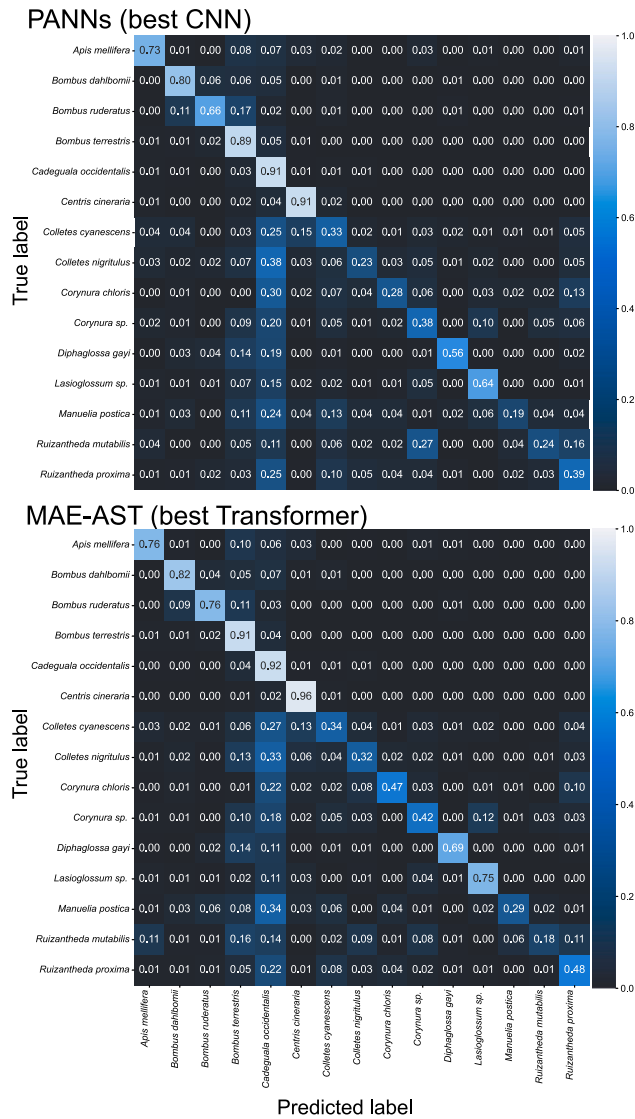 PANNs (best CNN)
Apis mellifera 0.73 0.01 0.00 0.08 0.07 0.03 0.02 0.00 0.00 0.03 0.00 0.01 0.00 0.00 0.01
Bombus dahlbomii 0.00 0.80 0.06 0.06 0.05 0.00 0.01 0.00 0.00 0.01 0.00 0.00 0.00 0.00 0.00
Bombus ruderatus 0.00 0.11 0.66 0.17 0.02 0.00 0.01 0.00 0.00 0.00 0.01 0.00 0.00 0.00 0.01
Bombus terrestris 0.01 0.01 0.02 0.89 0.05 0.01 0.00 0.00 0.00 0.00 0.00 0.00 0.00 0.00 0.00
Cadeguala occidentalis 0.01 0.01 0.00 0.03 0.91 0.01 0.01 0.01 0.00 0.00 0.00 0.00 0.00 0.00 0.00
Centris cineraria 0.01 0.00 0.00 0.02 0.04 0.91 0.02 0.00 0.00 0.00 0.00 0.00 0.00 0.00 0.00
Colletes cyanescens 0.04 0.04 0.00 0.03 0.25 0.15 0.33 0.02 0.01 0.03 0.02 0.01 0.01 0.00 0.05
Colletes nigritulus 0.03 0.02 0.02 0.07 0.38 0.03 0.06 0.23 0.03 0.05 0.01 0.02 0.01 0.00 0.05
Corynura chloris 0.00 0.01 0.00 0.00 0.30 0.02 0.07 0.04 0.28 0.06 0.00 0.03 0.02 0.02 0.13
Corynura sp. 0.02 0.01 0.00 0.09 0.20 0.01 0.05 0.01 0.02 0.38 0.00 0.10 0.00 0.05 0.06
Diphaglossa gayi 0.00 0.03 0.04 0.14 0.19 0.00 0.01 0.00 0.00 0.01 0.56 0.00 0.00 0.00 0.02
Lasioglossum sp. 0.01 0.01 0.01 0.07 0.15 0.02 0.02 0.01 0.01 0.05 0.00 0.64 0.00 0.00 0.01
Manuelia postica 0.01 0.03 0.00 0.11 0.24 0.04 0.13 0.04 0.04 0.01 0.02 0.06 0.19 0.04 0.04
Ruizantheda mutabilis 0.04 0.00 0.00 0.05 0.11 0.00 0.06 0.02 0.02 0.27 0.00 0.00 0.04 0.24 0.16
Ruizantheda proxima 0.01 0.01 0.02 0.03 0.25 0.00 0.10 0.05 0.04 0.04 0.01 0.00 0.02 0.03 0.39
True label
1.0
0.8
0.6
0.4
0.2
0.0
MAE-AST (best Transformer)
Apis mellifera 0.76 0.01 0.00 0.10 0.06 0.03 0.00 0.00 0.00 0.01 0.01 0.00 0.00 0.00 0.00
Bombus dahlbomii 0.00 0.82 0.04 0.05 0.07 0.01 0.01 0.00 0.00 0.00 0.00 0.00 0.00 0.00 0.00
Bombus ruderatus 0.00 0.09 0.76 0.11 0.03 0.00 0.00 0.00 0.00 0.00 0.01 0.00 0.00 0.00 0.00
Bombus terrestris 0.01 0.01 0.02 0.91 0.04 0.00 0.00 0.00 0.00 0.00 0.00 0.00 0.00 0.00 0.00
Cadeguala occidentalis 0.00 0.00 0.00 0.04 0.92 0.01 0.01 0.01 0.00 0.00 0.00 0.00 0.00 0.00 0.00
Centris cineraria 0.00 0.00 0.00 0.01 0.02 0.96 0.01 0.00 0.00 0.00 0.00 0.00 0.00 0.00 0.00
Colletes cyanescens 0.03 0.02 0.01 0.06 0.27 0.13 0.34 0.04 0.01 0.03 0.01 0.02 0.00 0.00 0.04
Colletes nigritulus 0.01 0.02 0.00 0.13 0.33 0.06 0.04 0.32 0.02 0.02 0.01 0.01 0.00 0.01 0.03
Corynura chloris 0.00 0.01 0.00 0.01 0.22 0.02 0.02 0.08 0.47 0.03 0.00 0.01 0.01 0.00 0.10
Corynura sp. 0.00 0.01 0.00 0.10 0.18 0.02 0.05 0.03 0.00 0.42 0.00 0.12 0.01 0.03 0.03
Diphaglossa gayi 0.00 0.00 0.02 0.14 0.11 0.00 0.01 0.01 0.00 0.00 0.69 0.00 0.00 0.00 0.01
Lasioglossum sp. 0.01 0.00 0.00 0.02 0.11 0.03 0.00 0.01 0.00 0.04 0.01 0.75 0.00 0.00 0.00
Manuelia postica 0.01 0.03 0.06 0.08 0.34 0.03 0.06 0.00 0.04 0.01 0.00 0.02 0.29 0.02 0.01
Ruizantheda mutabilis 0.11 0.01 0.01 0.16 0.14 0.00 0.02 0.09 0.01 0.08 0.01 0.00 0.06 0.18 0.11
Ruizantheda proxima 0.01 0.01 0.01 0.05 0.22 0.01 0.08 0.03 0.04 0.02 0.01 0.01 0.00 0.00 0.48
True label
1.0
0.8
0.6
0.4
0.2
0.0
Apis mellifera
Bombus dahlbomii
Bombus ruderatus
Bombus terrestris
Cadeguala occidentalis
Centris cineraria
Colletes cyanescens
Colletes nigritulus
Corynura chloris
Corynura sp.
Diphaglossa gayi
Lasioglossum sp.
Manuelia postica
Ruizantheda mutabilis
Ruizantheda proxima
Predicted label